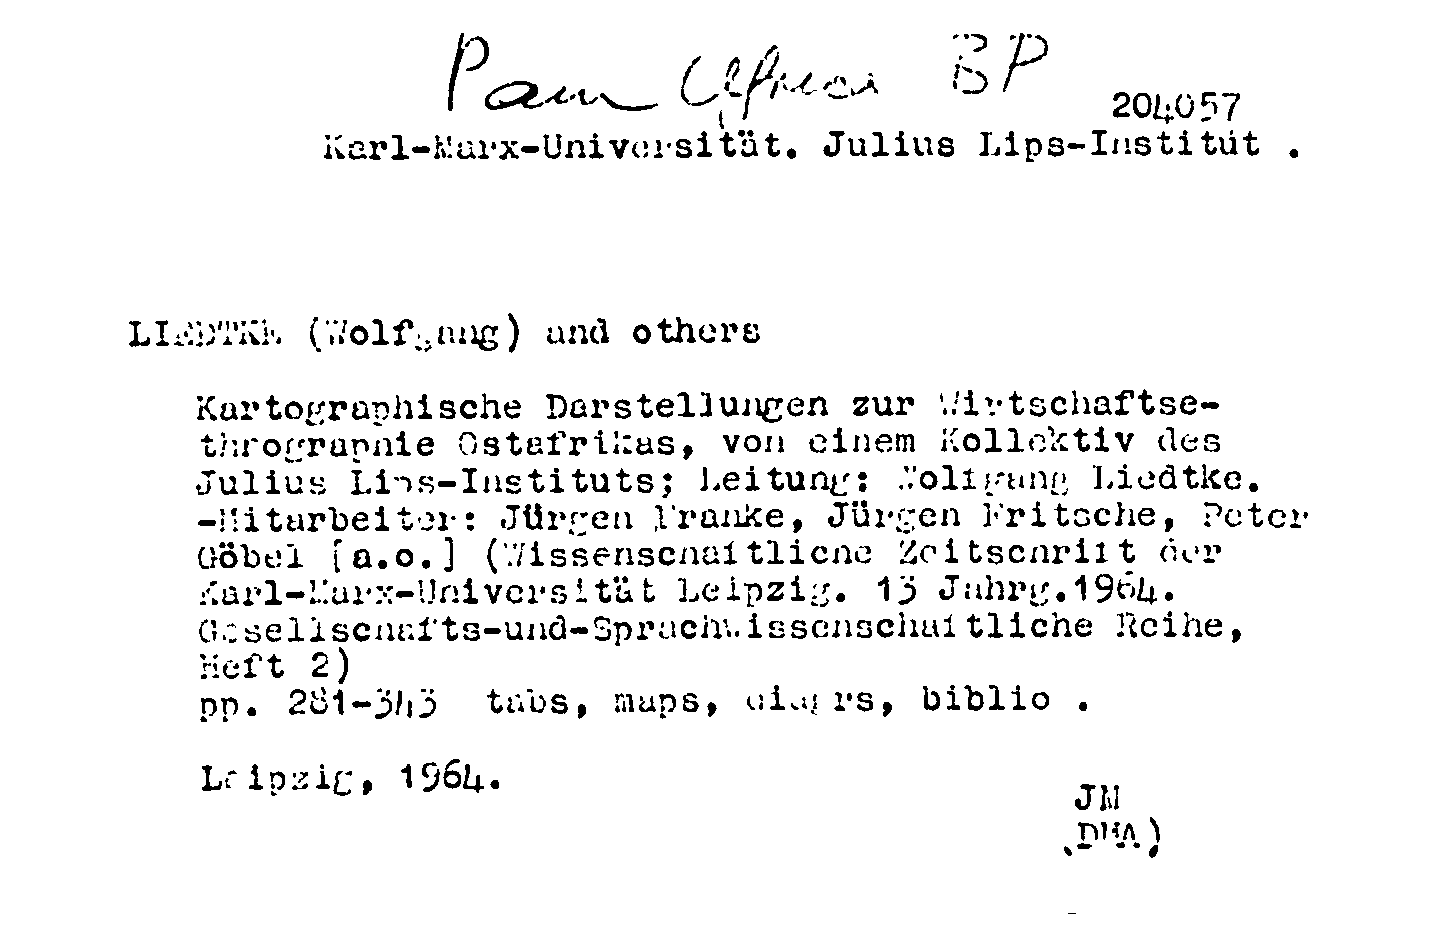 Pam Africa BP
204057
Karl-Marx-Universität. Julius Lips-Institut .
LIEDTKE (Wolfgang) and others
Kartographische Darstellungen zur Wirtschaftse-
thrographie Ostafrikas, von einem Kollektiv des
Julius Lips-Instituts; Leitung: Wolfgang Liedtke.
-Mitarbeiter: Jürgen Franke, Jürgen Fritsche, Peter
Göbel [a.o.] (Wissenschaftliche Zeitschrift der
Karl-Marx-Universität Leipzig. 13 Jahrg.1964.
Gesellschafts-und-Sprachwissenschaftliche Reihe,
Heft 2)
pp. 281-343 tabs, maps, diagrs, biblio .
Leipzig, 1964.
JM
(DHA)